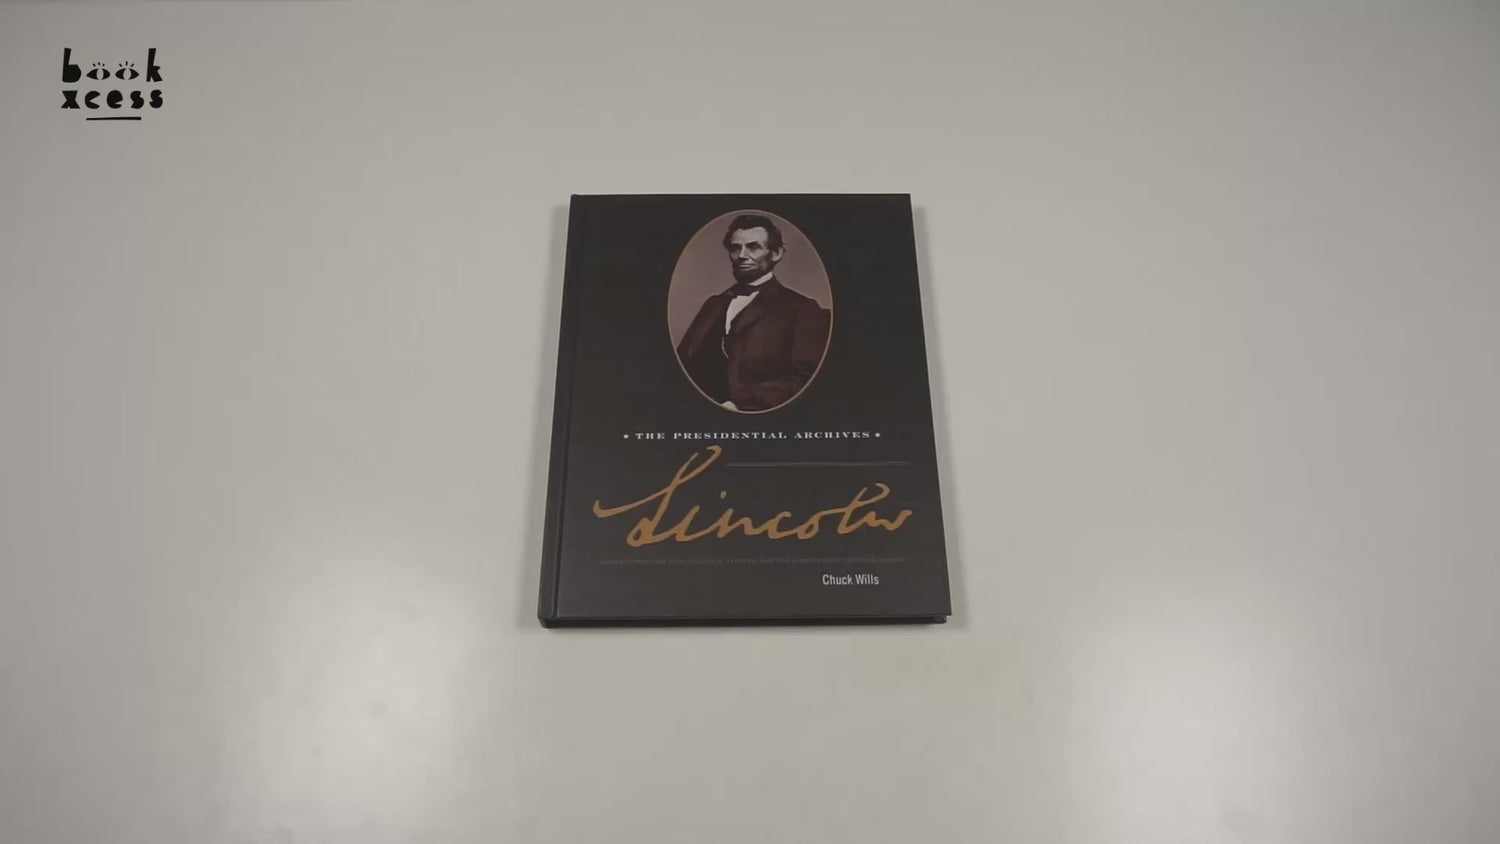 book
xcess
★ THE PRESIDENTIAL ARCHIVES ★
Lincoln
Chuck Wills